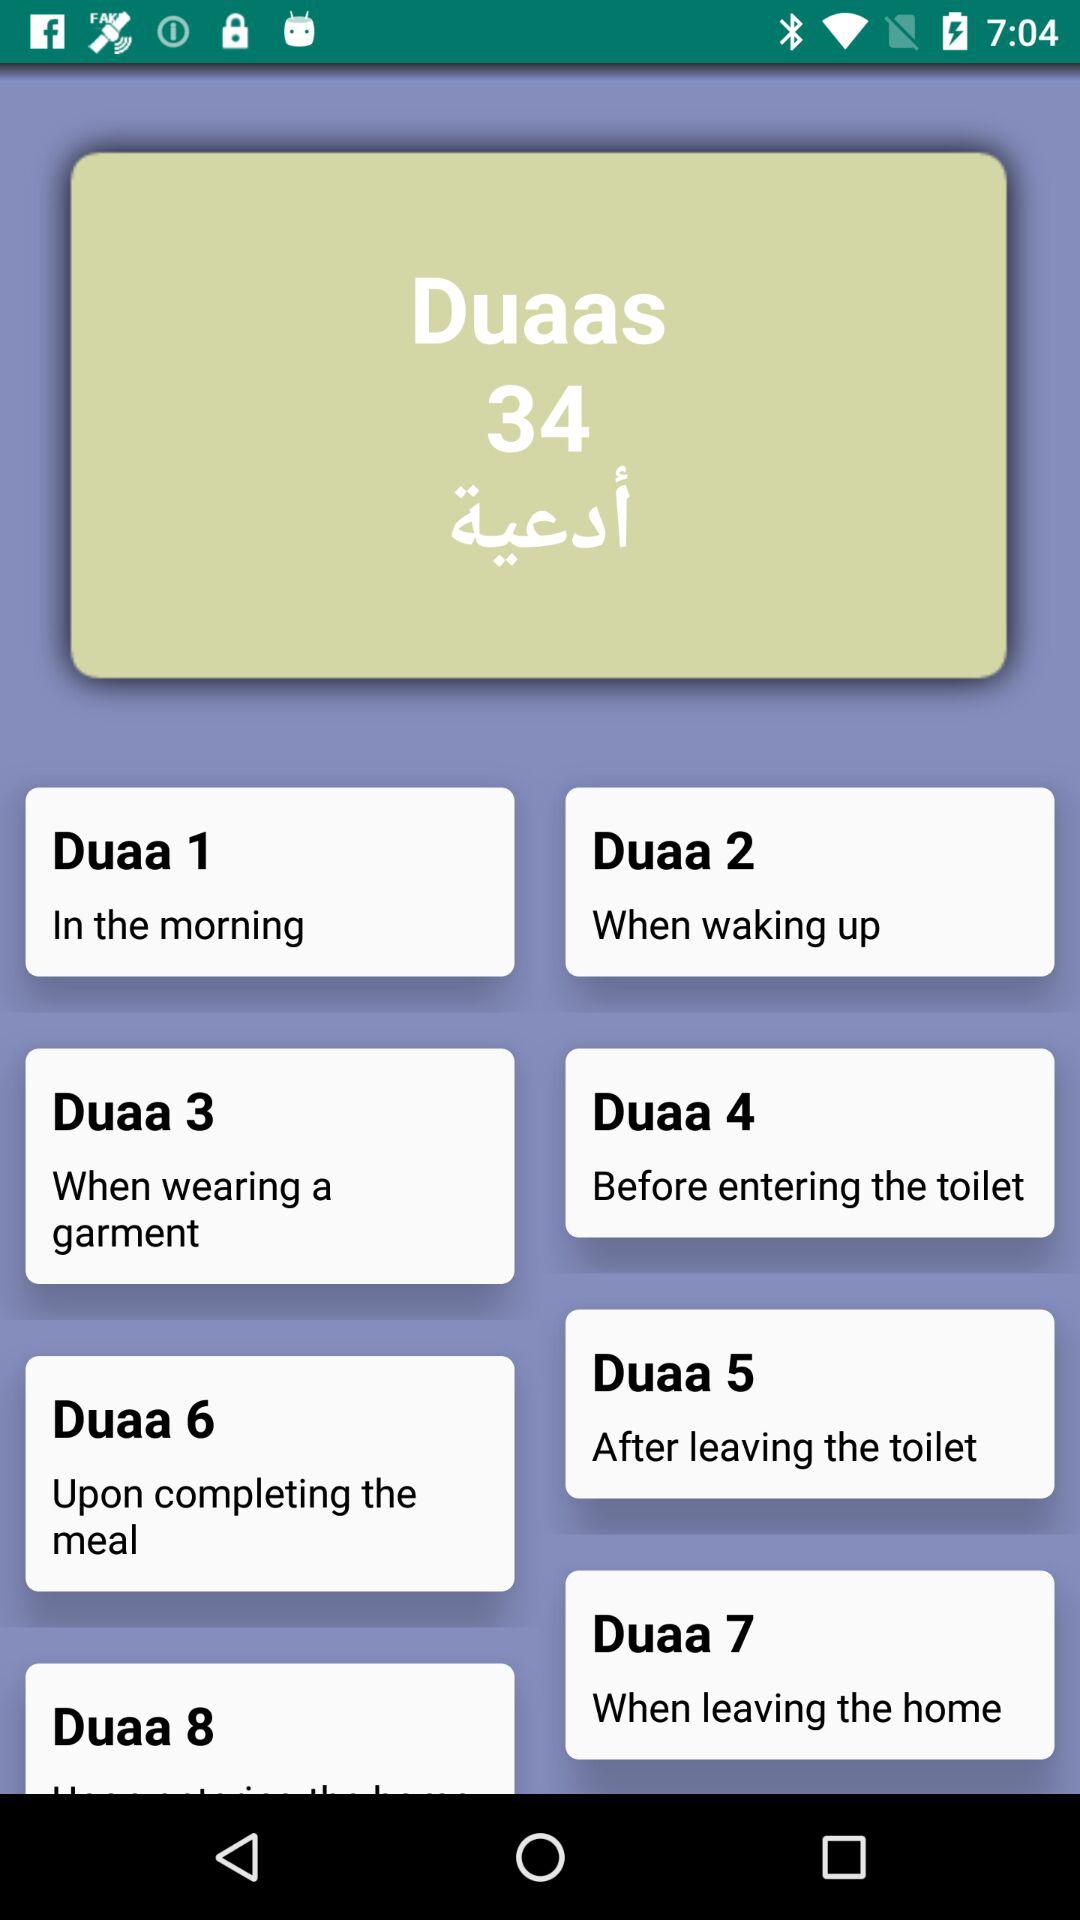 FAKE
7:04
Duaas
34
أدعية
Duaa 1
In the morning
Duaa 2
When waking up
Duaa 3
When wearing a
garment
Duaa 4
Before entering the toilet
Duaa 5
After leaving the toilet
Duaa 6
Upon completing the
meal
Duaa 7
When leaving the home
Duaa 8